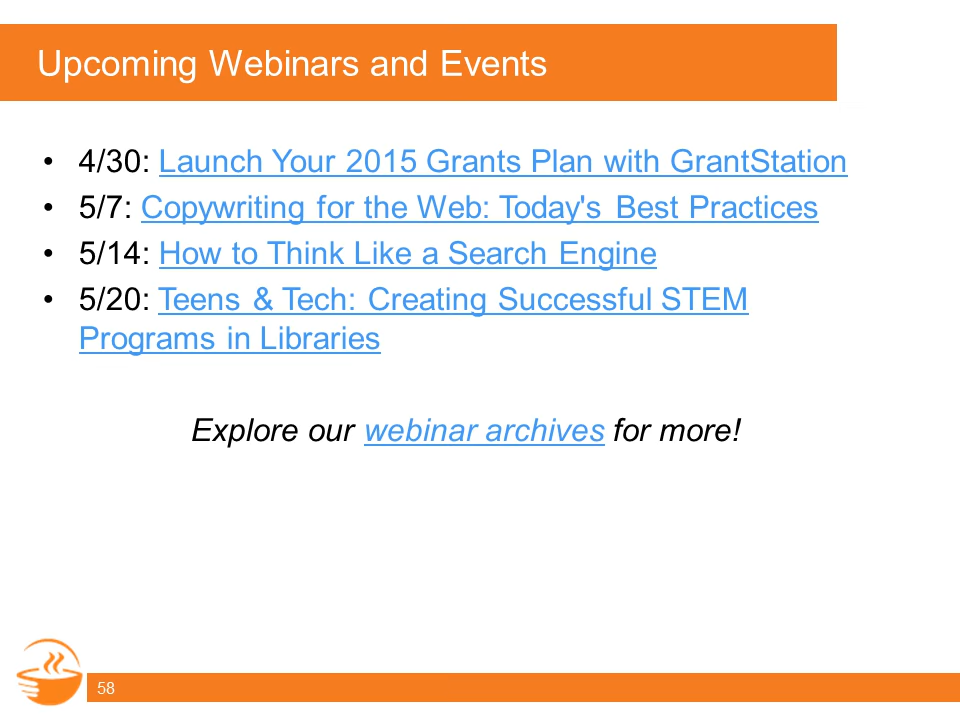 Upcoming Webinars and Events
• 4/30: Launch Your 2015 Grants Plan with GrantStation
• 5/7: Copywriting for the Web: Today's Best Practices
• 5/14: How to Think Like a Search Engine
• 5/20: Teens & Tech: Creating Successful STEM
Programs in Libraries
Explore our webinar archives for more!
58